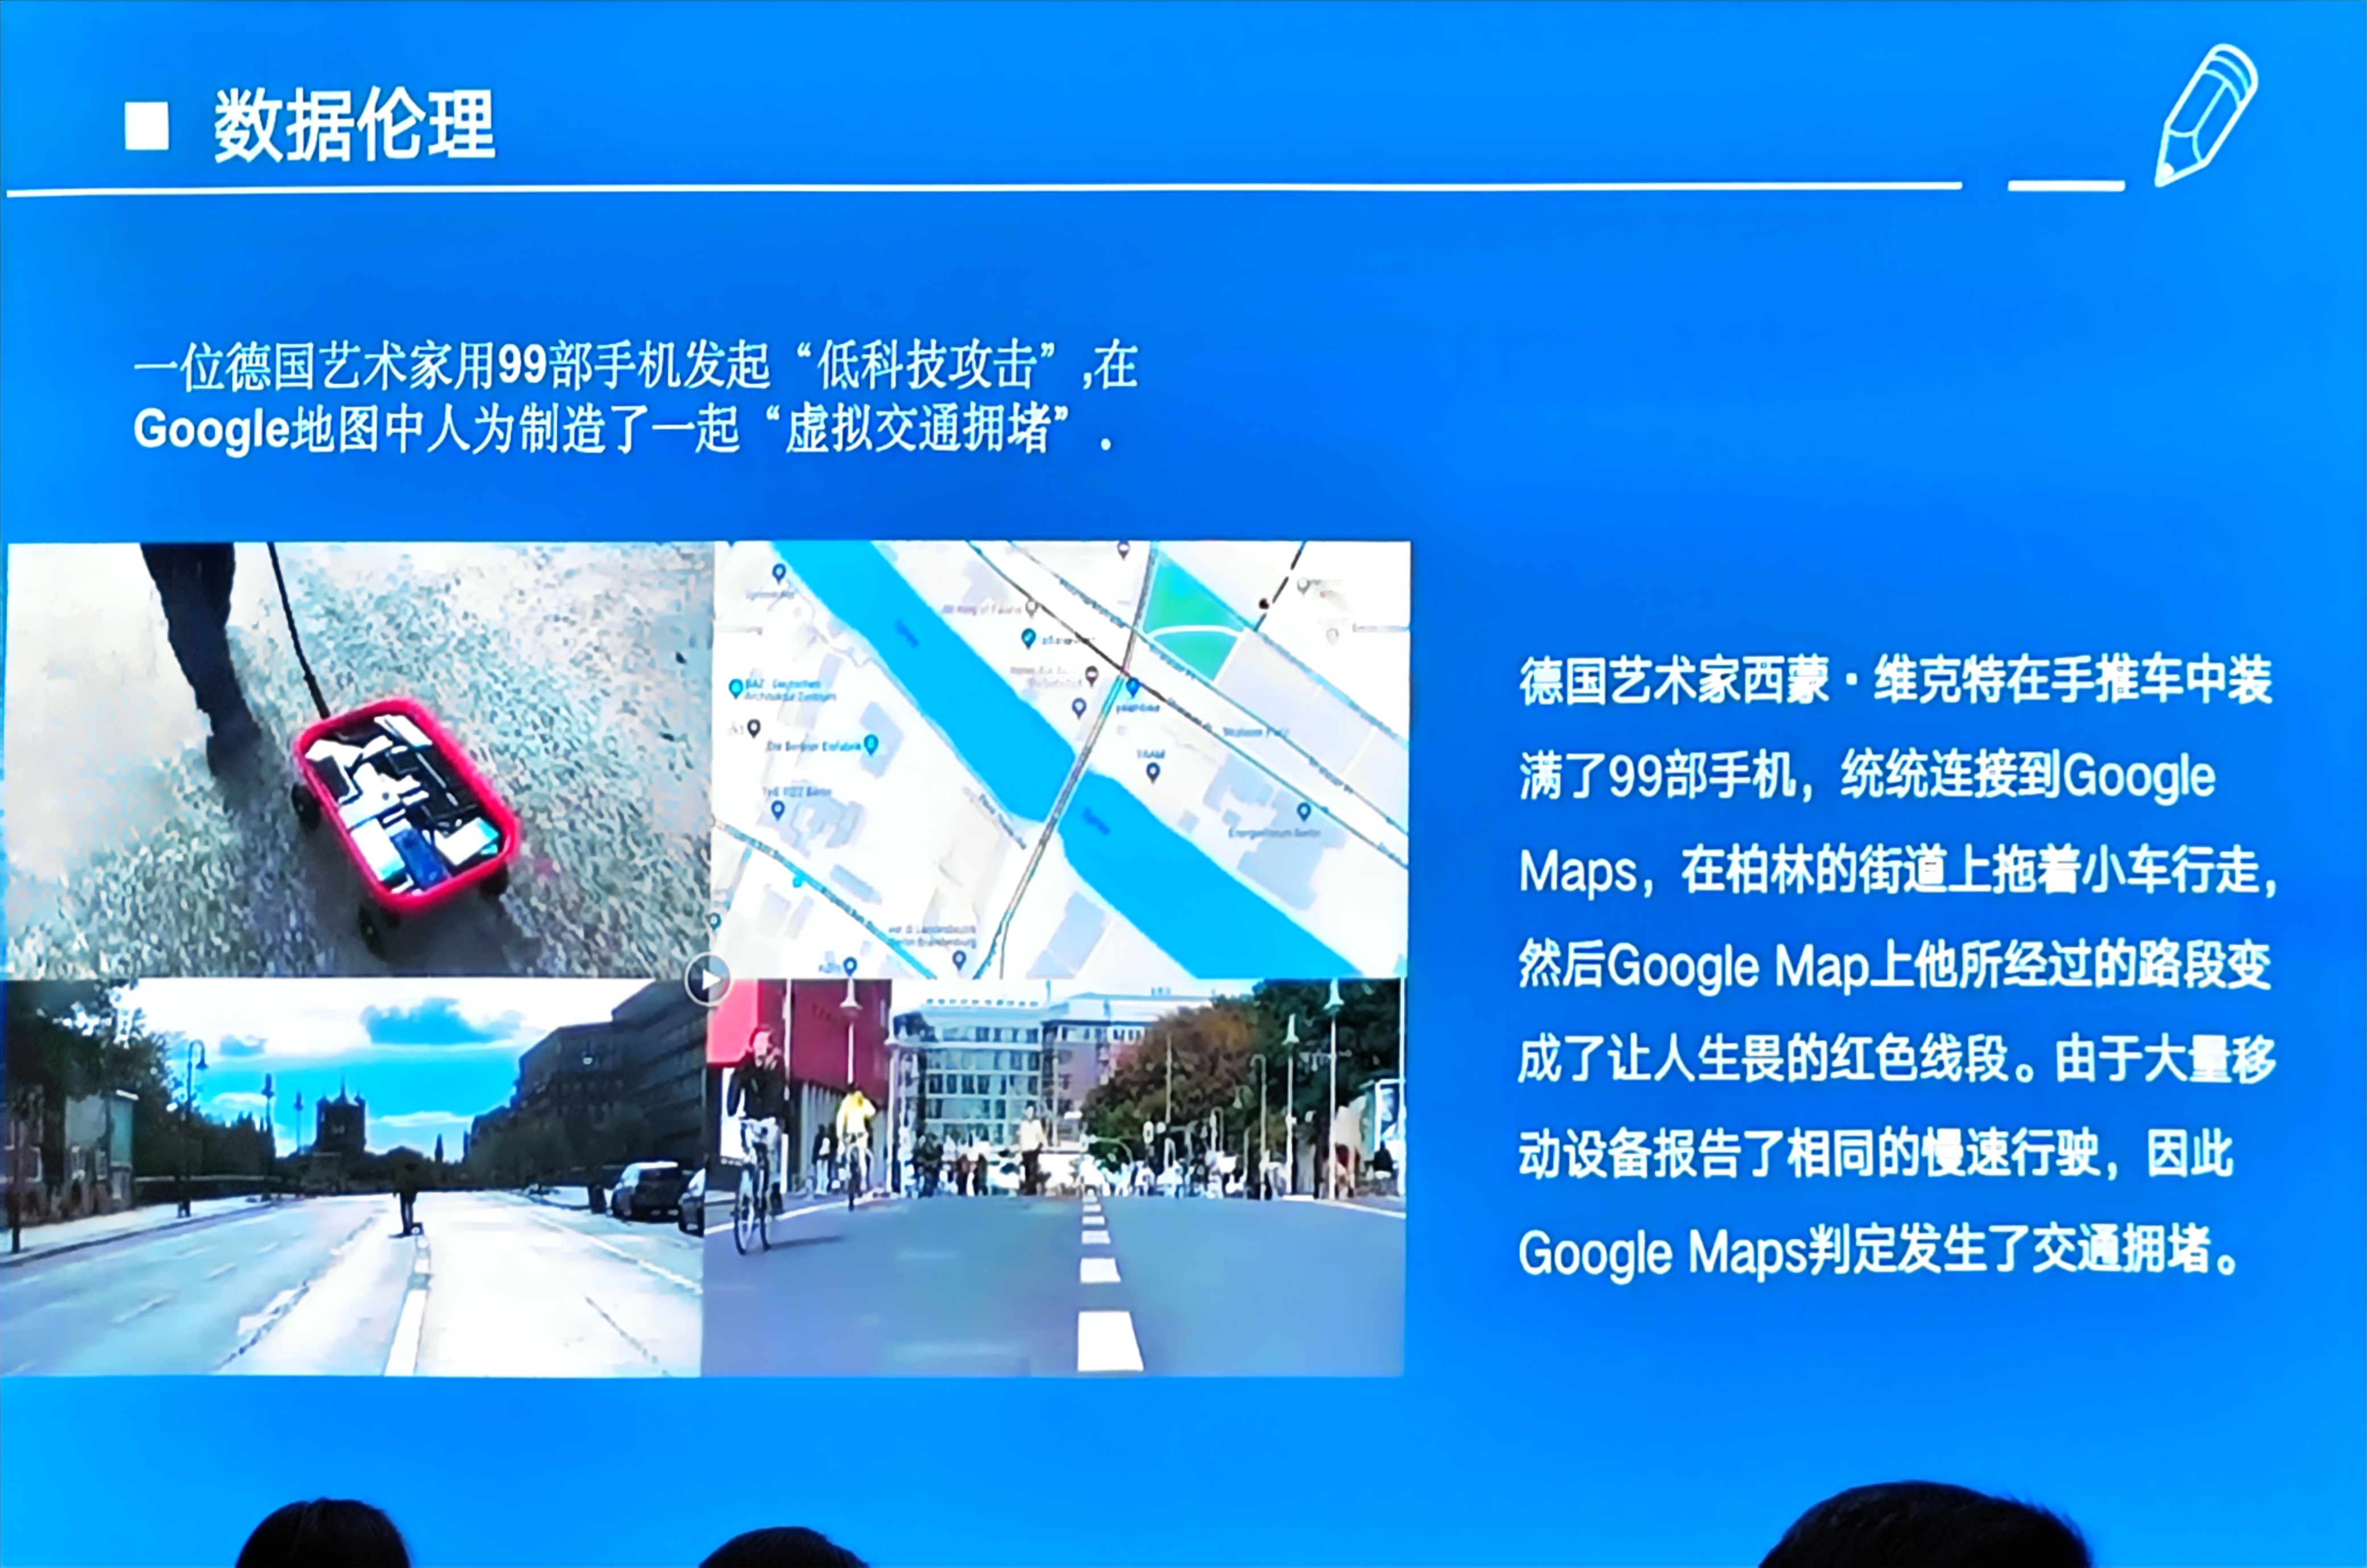 数据伦理
一位德国艺术家用99部手机发起“低科技攻击”,在
Google地图中人为制造了一起“虚拟交通拥堵”.
德国艺术家西蒙·维克特在手推车中装
满了99部手机，统统连接到Google
Maps，在柏林的街道上拖着小车行走，
然后Google Map上他所经过的路段变
成了让人生畏的红色线段。由于大量移
动设备报告了相同的慢速行驶，因此
Google Maps判定发生了交通拥堵。